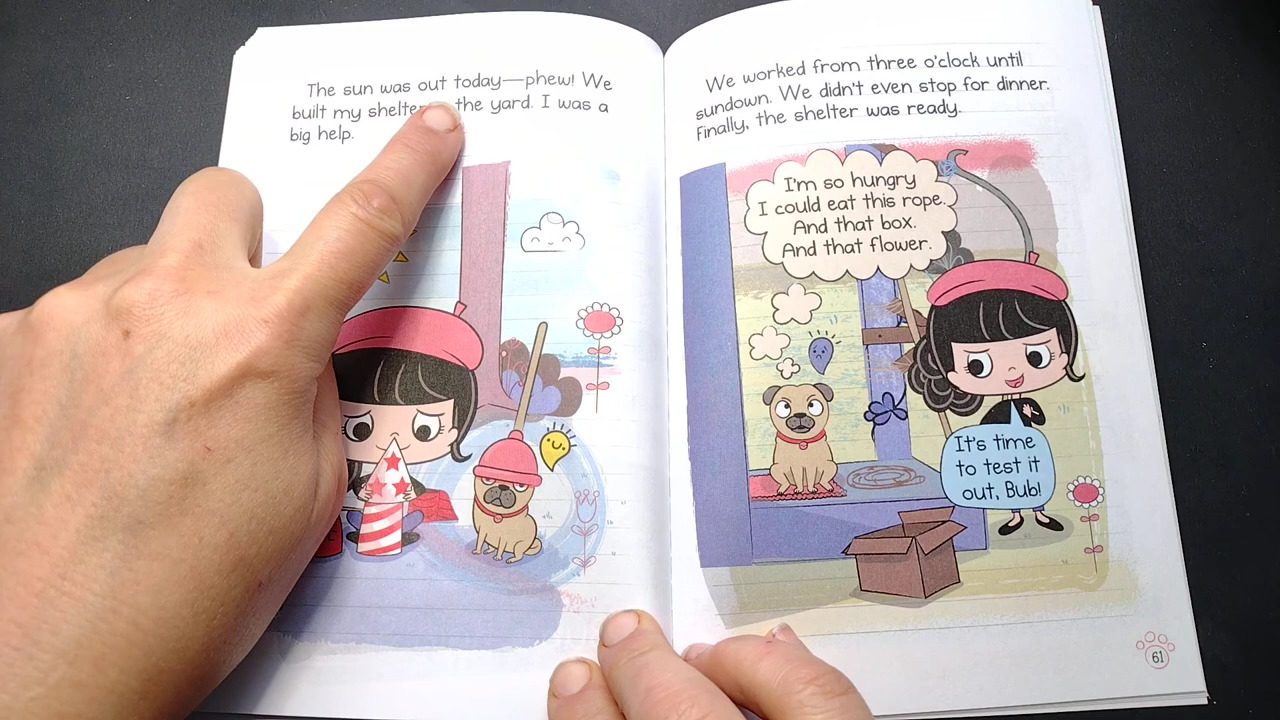 The sun was out today—phew! We
built my shelter the yard. I was a
big help.
We worked from three o'clock until
sundown. We didn't even stop for dinner.
Finally, the shelter was ready.
I'm so hungry
I could eat this rope.
And that box.
And that flower.
It's time
to test it
out, Bub!
61